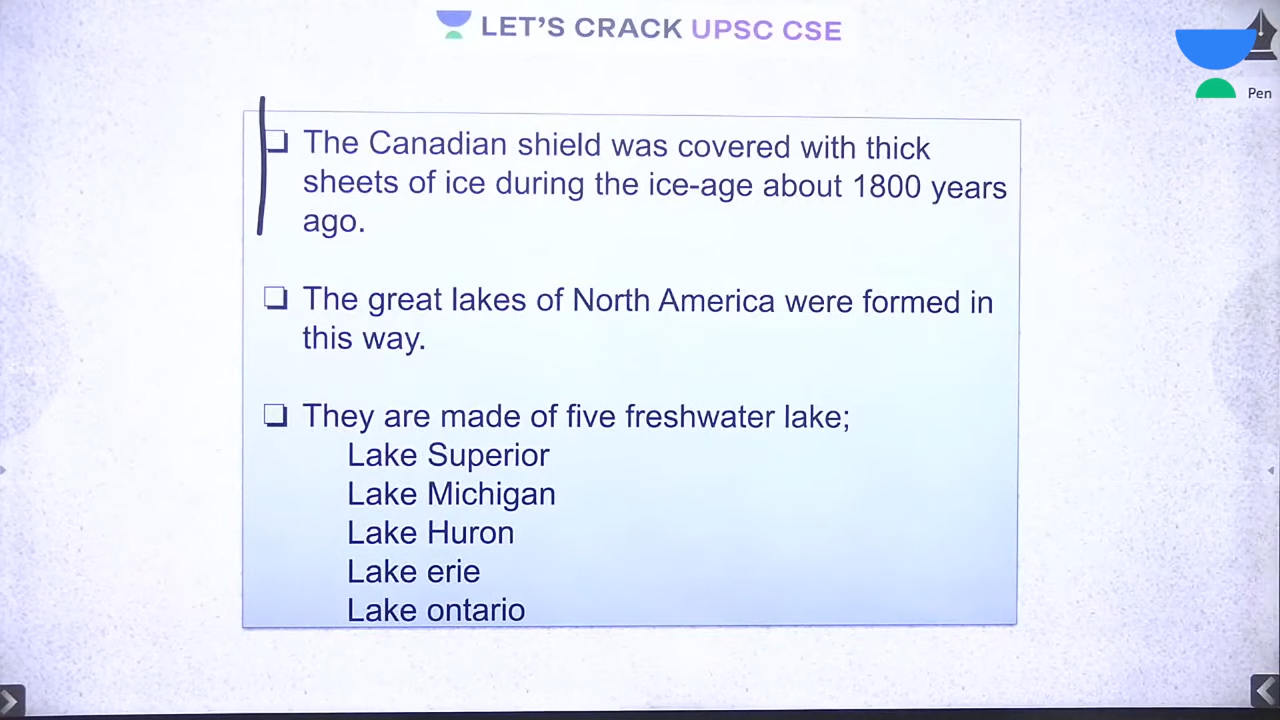 LET'S CRACK UPSC CSE
Pen
The Canadian shield was covered with thick
sheets of ice during the ice-age about 1800 years
ago.
The great lakes of North America were formed in
this way.
They are made of five freshwater lake;
Lake Superior
Lake Michigan
Lake Huron
Lake erie
Lake ontario